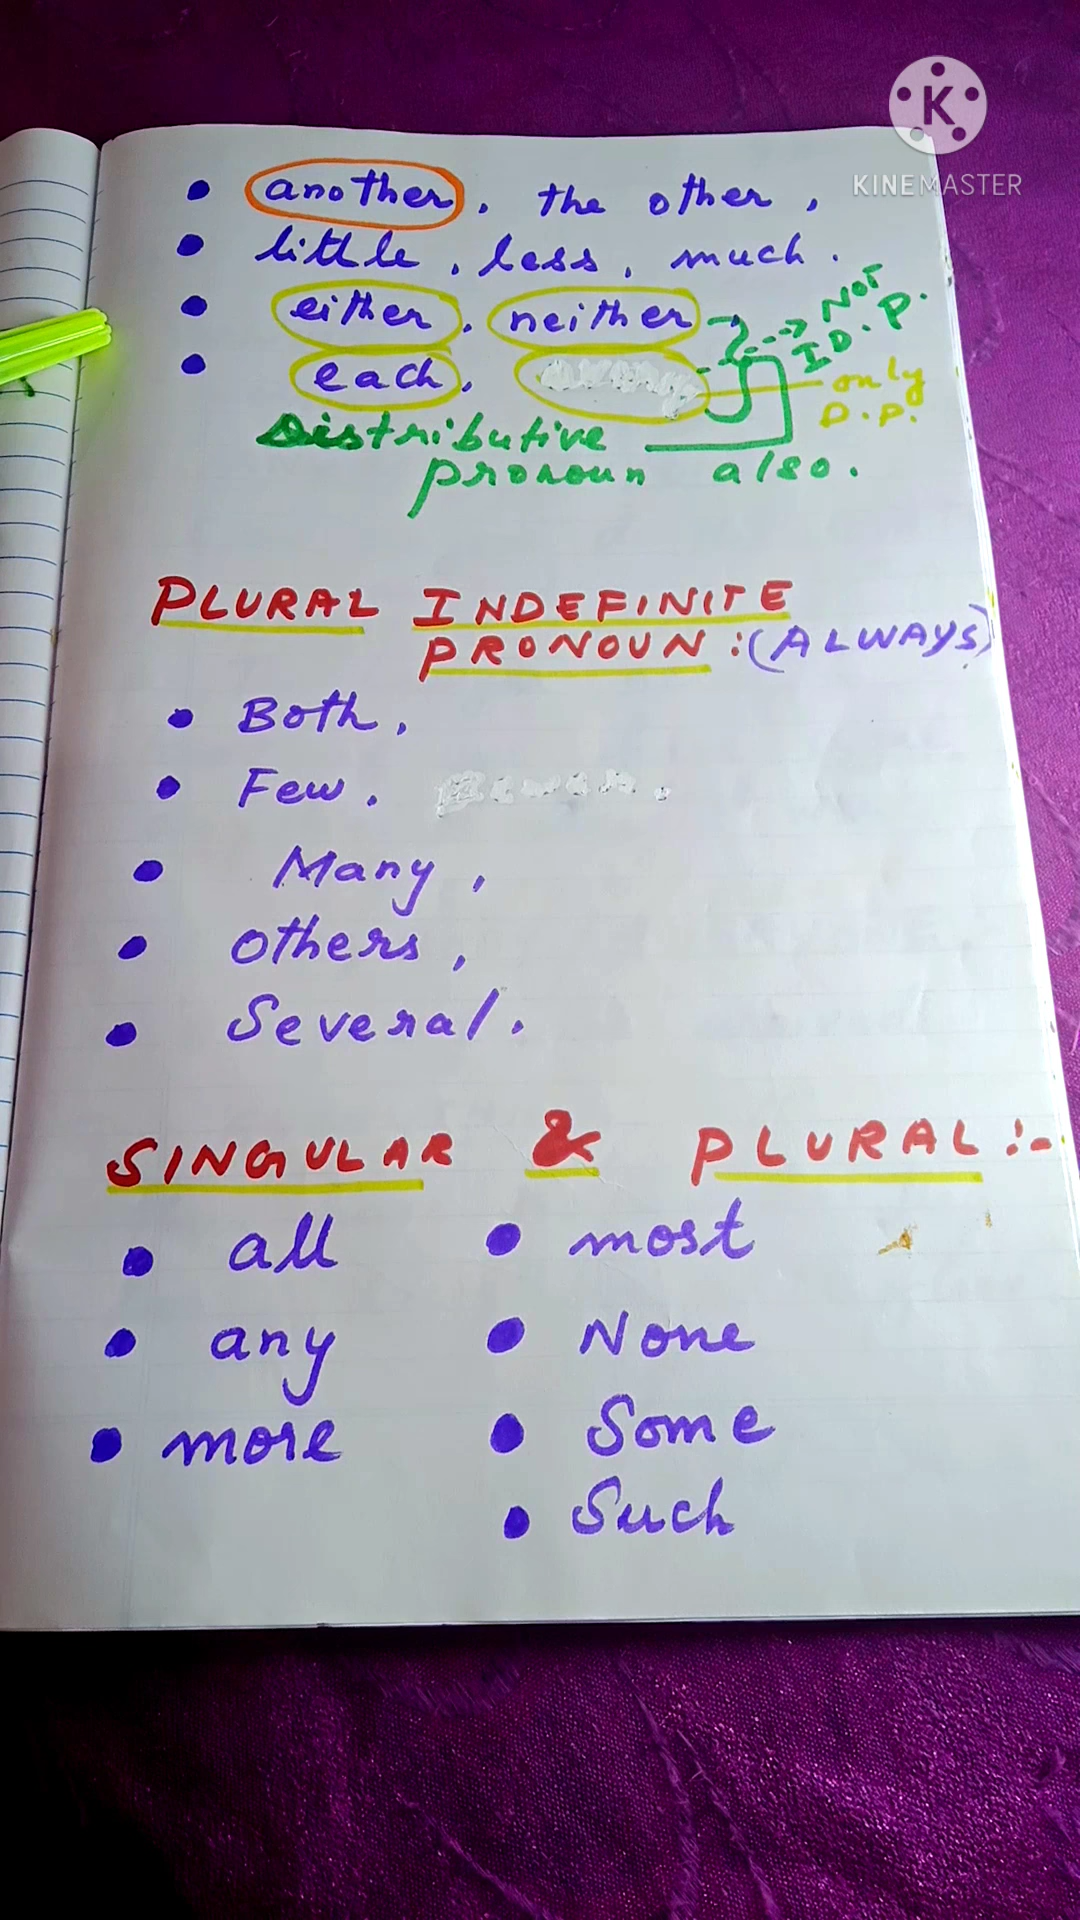 K
KINEMASTER
• another, the other,
• little, less, much.
• either, neither
--> NOT
I D.P.
• each,
only
D.P.
Distributive
pronoun also.
PLURAL INDEFINITE
PRONOUN:(ALWAYS)
• Both,
• Few.
• Many,
• Others,
• Several.
SINGULAR & PLURAL:-
• all • most
• any • None
• more • Some
• Such